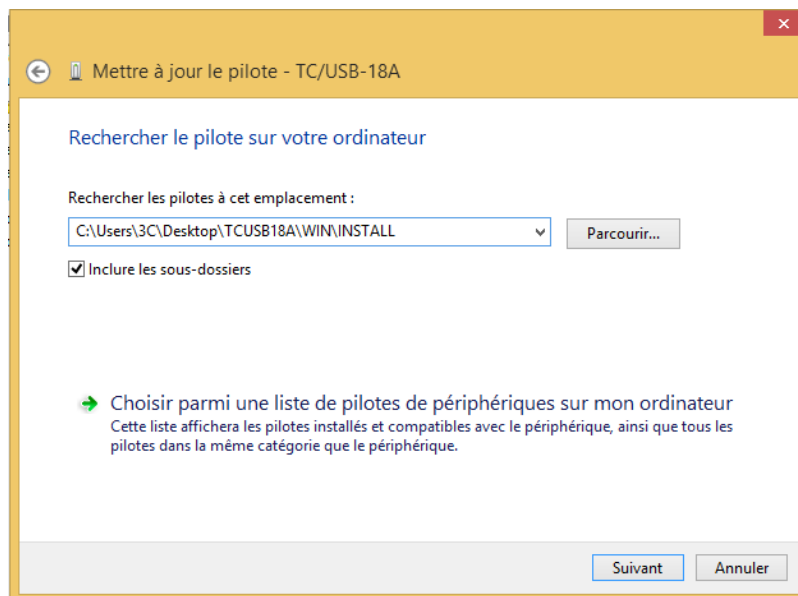 Mettre à jour le pilote - TC/USB-18A
Rechercher le pilote sur votre ordinateur
Rechercher les pilotes à cet emplacement :
C:\Users\3C\Desktop\TCUSB18A\WIN\INSTALL
Parcourir...
Inclure les sous-dossiers
Choisir parmi une liste de pilotes de périphériques sur mon ordinateur
Cette liste affichera les pilotes installés et compatibles avec le périphérique, ainsi que tous les
pilotes dans la même catégorie que le périphérique.
Suivant
Annuler